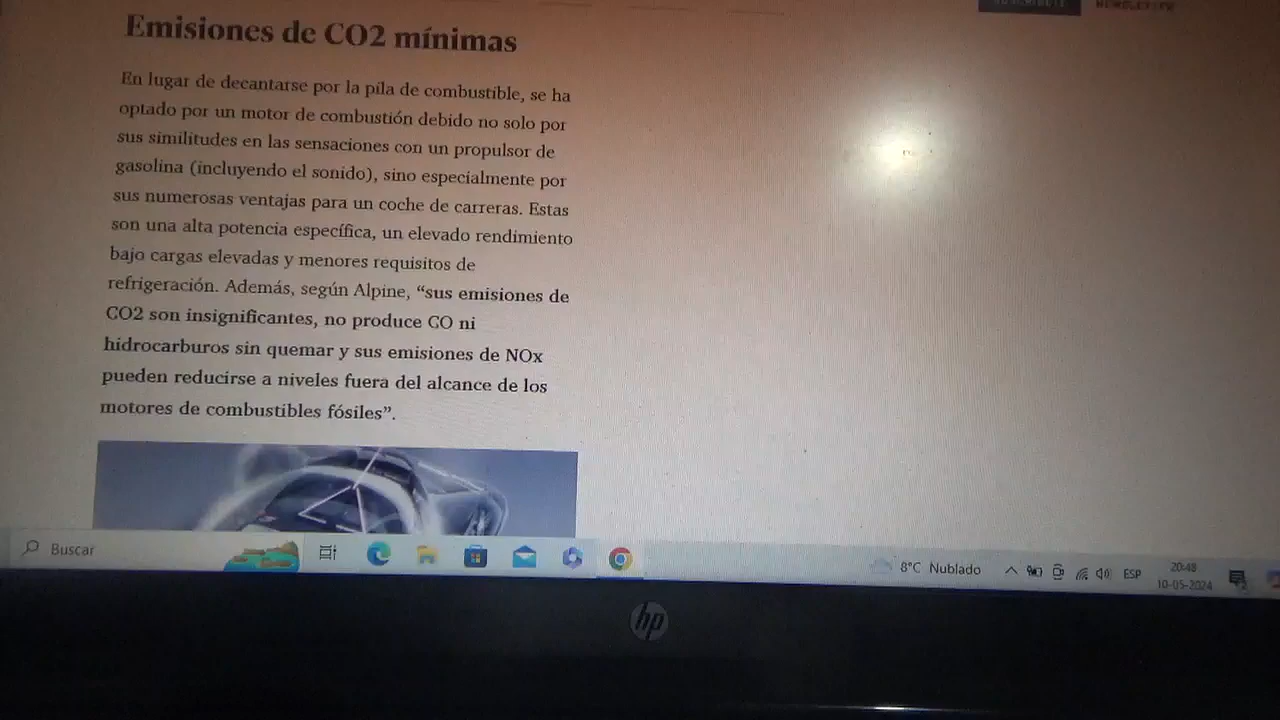 Emisiones de CO2 mínimas
En lugar de decantarse por la pila de combustible, se ha
optado por un motor de combustión debido no solo por
sus similitudes en las sensaciones con un propulsor de
gasolina (incluyendo el sonido), sino especialmente por
sus numerosas ventajas para un coche de carreras. Estas
son una alta potencia específica, un elevado rendimiento
bajo cargas elevadas y menores requisitos de
refrigeración. Además, según Alpine, “sus emisiones de
CO2 son insignificantes, no produce CO ni
hidrocarburos sin quemar y sus emisiones de NOx
pueden reducirse a niveles fuera del alcance de los
motores de combustibles fósiles”.
Buscar
8°C Nublado
ESP
20:48
10-05-2024
hp